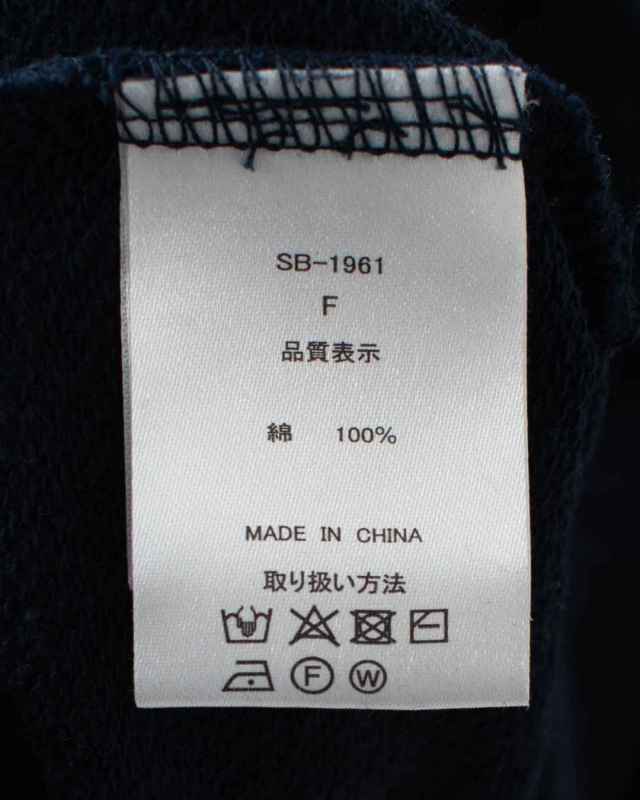 SB-1961
F
品質表示
綿 100%
MADE IN CHINA
取り扱い方法
F W